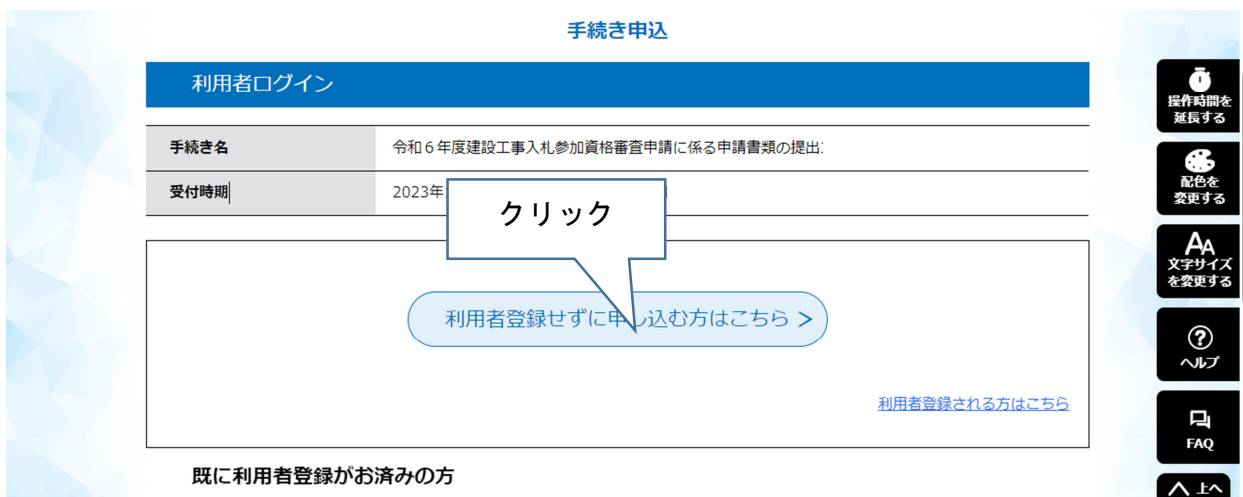 手続き申込
利用者ログイン
手続き名
令和６年度建設工事入札参加資格審査申請に係る申請書類の提出
受付時期
2023年
クリック
利用者登録せずに申し込む方はこちら >
利用者登録される方はこちら
既に利用者登録がお済みの方
操作時間を
延長する
配色を
変更する
AA
文字サイズ
を変更する
?
ヘルプ
FAQ
上へ